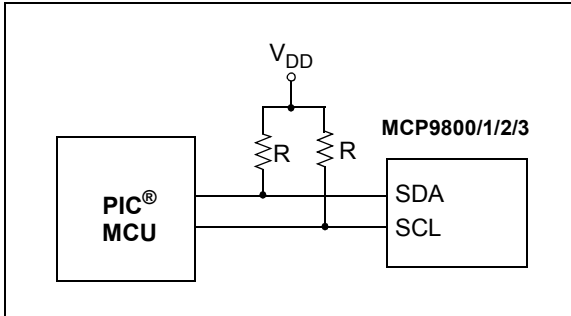 VDD
R
R
MCP9800/1/2/3
PIC®
MCU
SDA
SCL